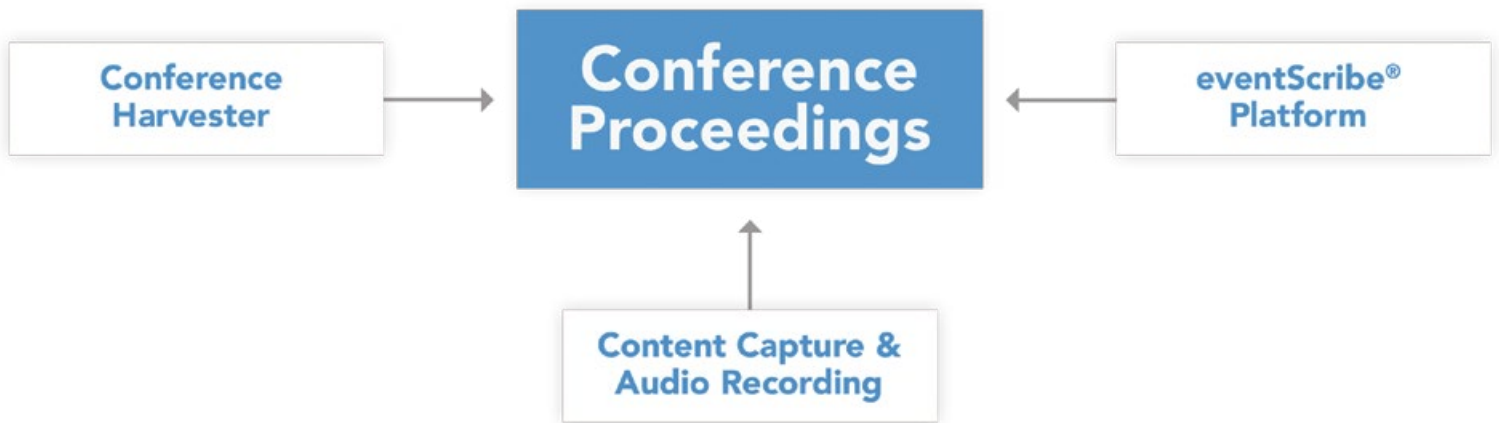 Conference
Harvester
Conference
Proceedings
eventScribe®
Platform
Content Capture &
Audio Recording